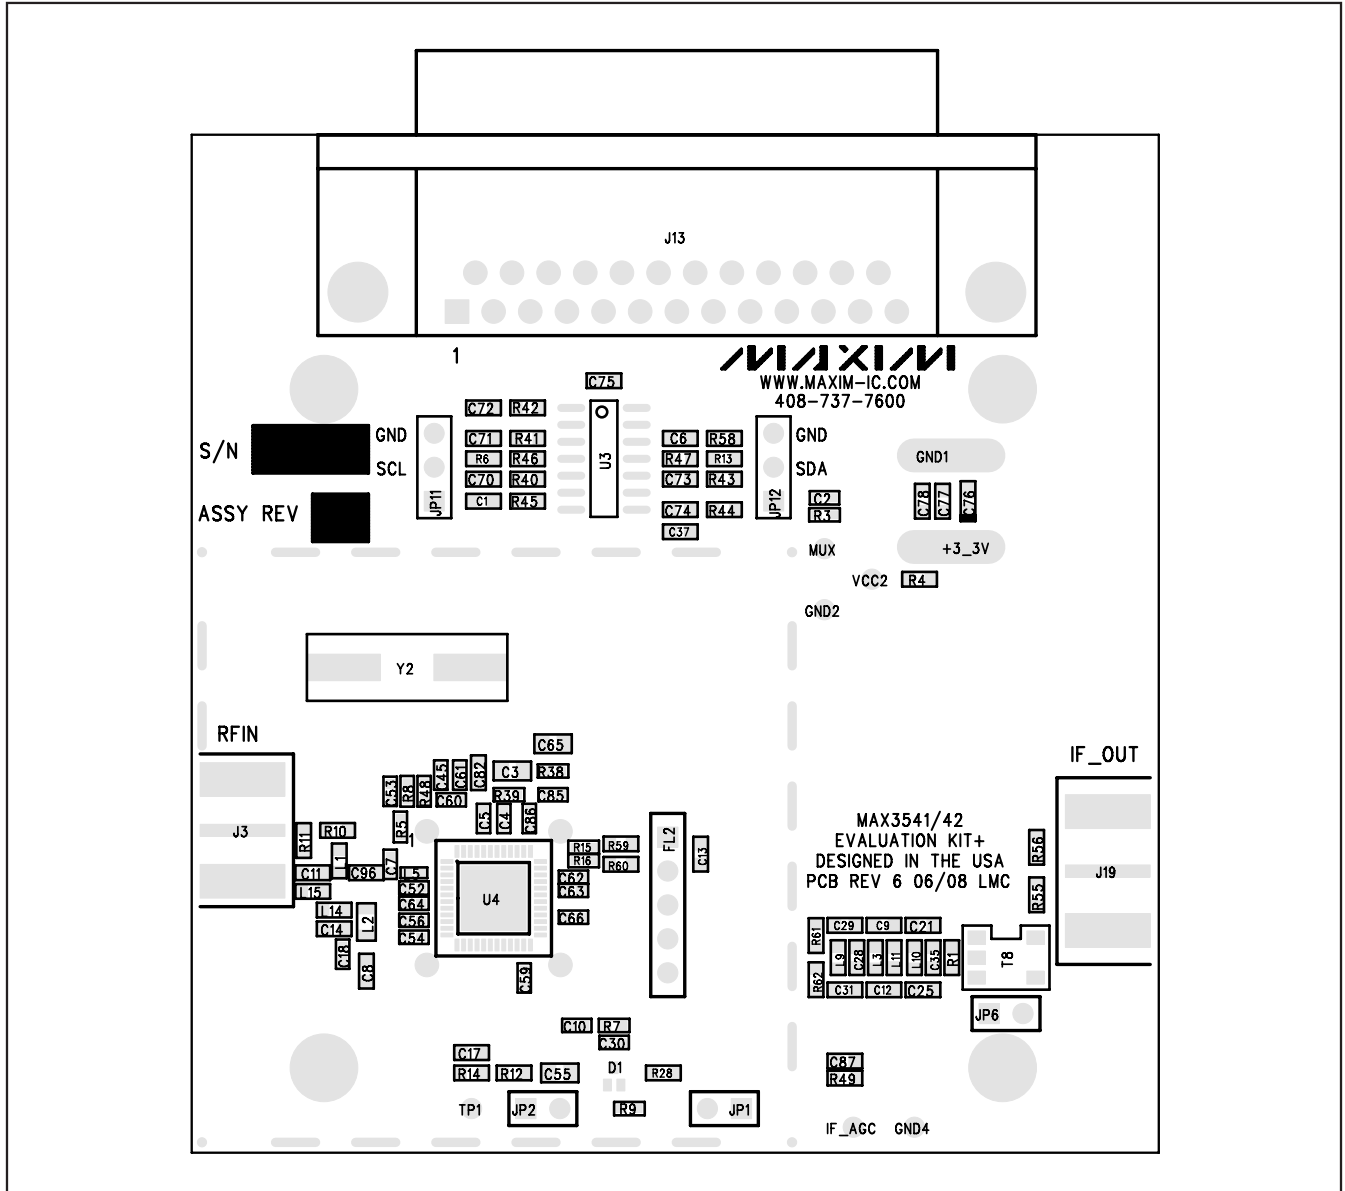 J13
1
MAXIM
WWW.MAXIM-IC.COM
408-737-7600
C75
C72 R42
GND C71 R41 C6 R58 GND
S/N
R6 R46 U3 R47 R13 GND1
SCL C70 R40 C73 R43 SDA
JP11 C1 R45 JP12 C2 C78 C77 C76
ASSY REV C74 R44 R3
C37
MUX +3_3V
VCC2 R4
GND2
Y2
RFIN
C65
IF_OUT
C53 R8 R48 C45 C61 C82 C3 R38
C60 R39 C85
C5 C4 C86
J3 R11 R10 R5 1
MAX3541/42
EVALUATION KIT+
DESIGNED IN THE USA
PCB REV 6 06/08 LMC
R15 R59 FL2 C13 R56
R16 R60
L1 C7
C11 C96 L5 C62 J19
L15 C52 C63 R55
L14 L2 C64 U4
C14 C56 C66
C18 C54
C8 C59
R61 C29 C9 C21
L9 C28 L3 L11 L10 C35 R1 T8
R62 C31 C12 C25
JP6
C10 R7
C30
C17 C87
R14 R12 C55 D1 R28 R49
TP1 JP2 R9 JP1
IF_AGC GND4